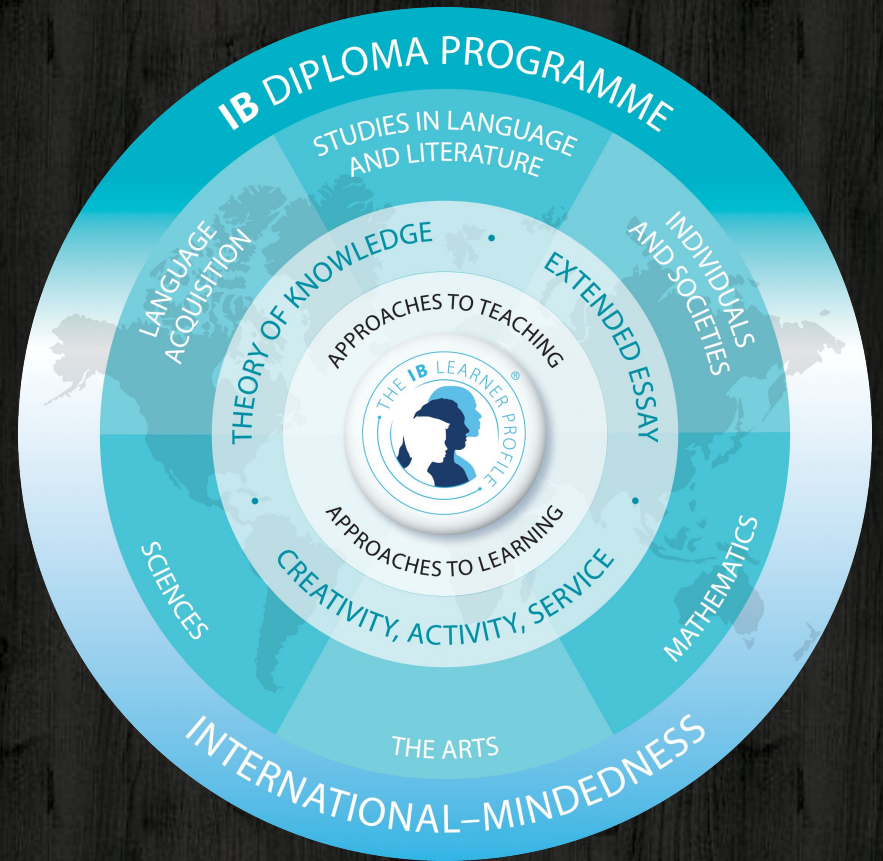 IB DIPLOMA PROGRAMME
STUDIES IN LANGUAGE
AND LITERATURE
LANGUAGE
ACQUISITION
INDIVIDUALS
AND SOCIETIES
THEORY OF KNOWLEDGE
EXTENDED ESSAY
APPROACHES TO TEACHING
THE IB LEARNER PROFILE ®
APPROACHES TO LEARNING
CREATIVITY, ACTIVITY, SERVICE
SCIENCES
MATHEMATICS
THE ARTS
INTERNATIONAL–MINDEDNESS